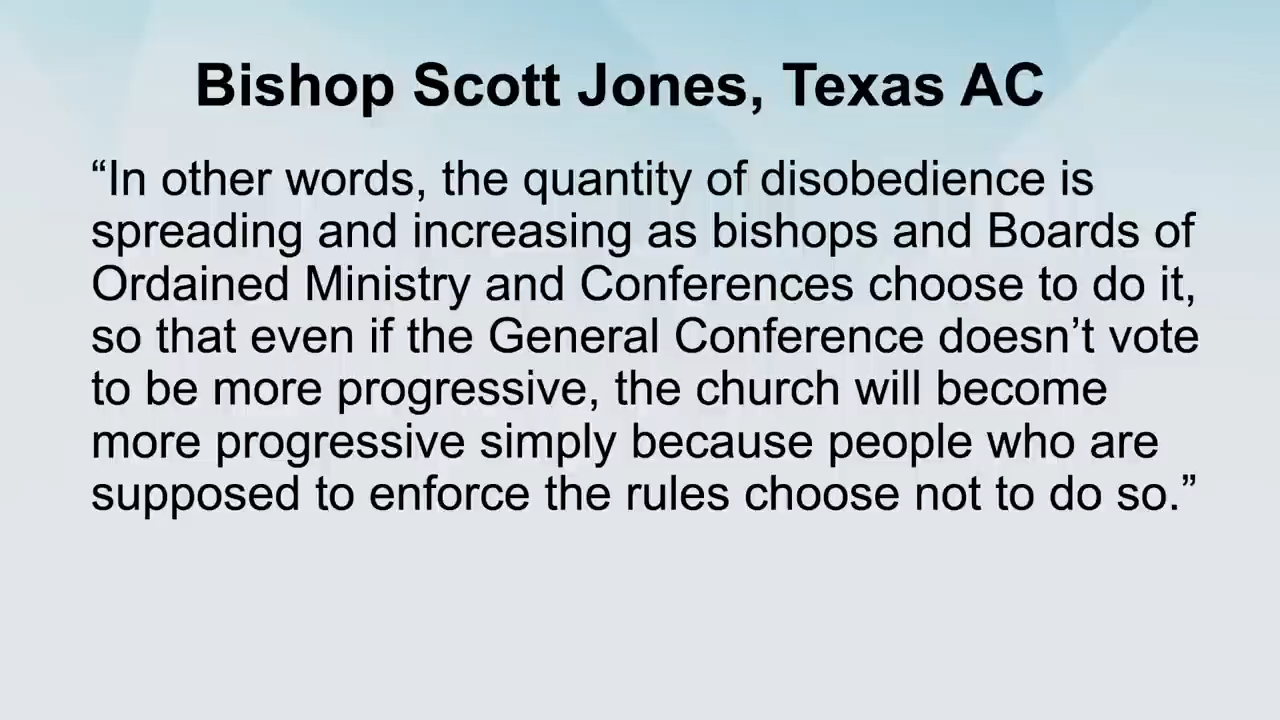 Bishop Scott Jones, Texas AC
“In other words, the quantity of disobedience is
spreading and increasing as bishops and Boards of
Ordained Ministry and Conferences choose to do it,
so that even if the General Conference doesn’t vote
to be more progressive, the church will become
more progressive simply because people who are
supposed to enforce the rules choose not to do so.”